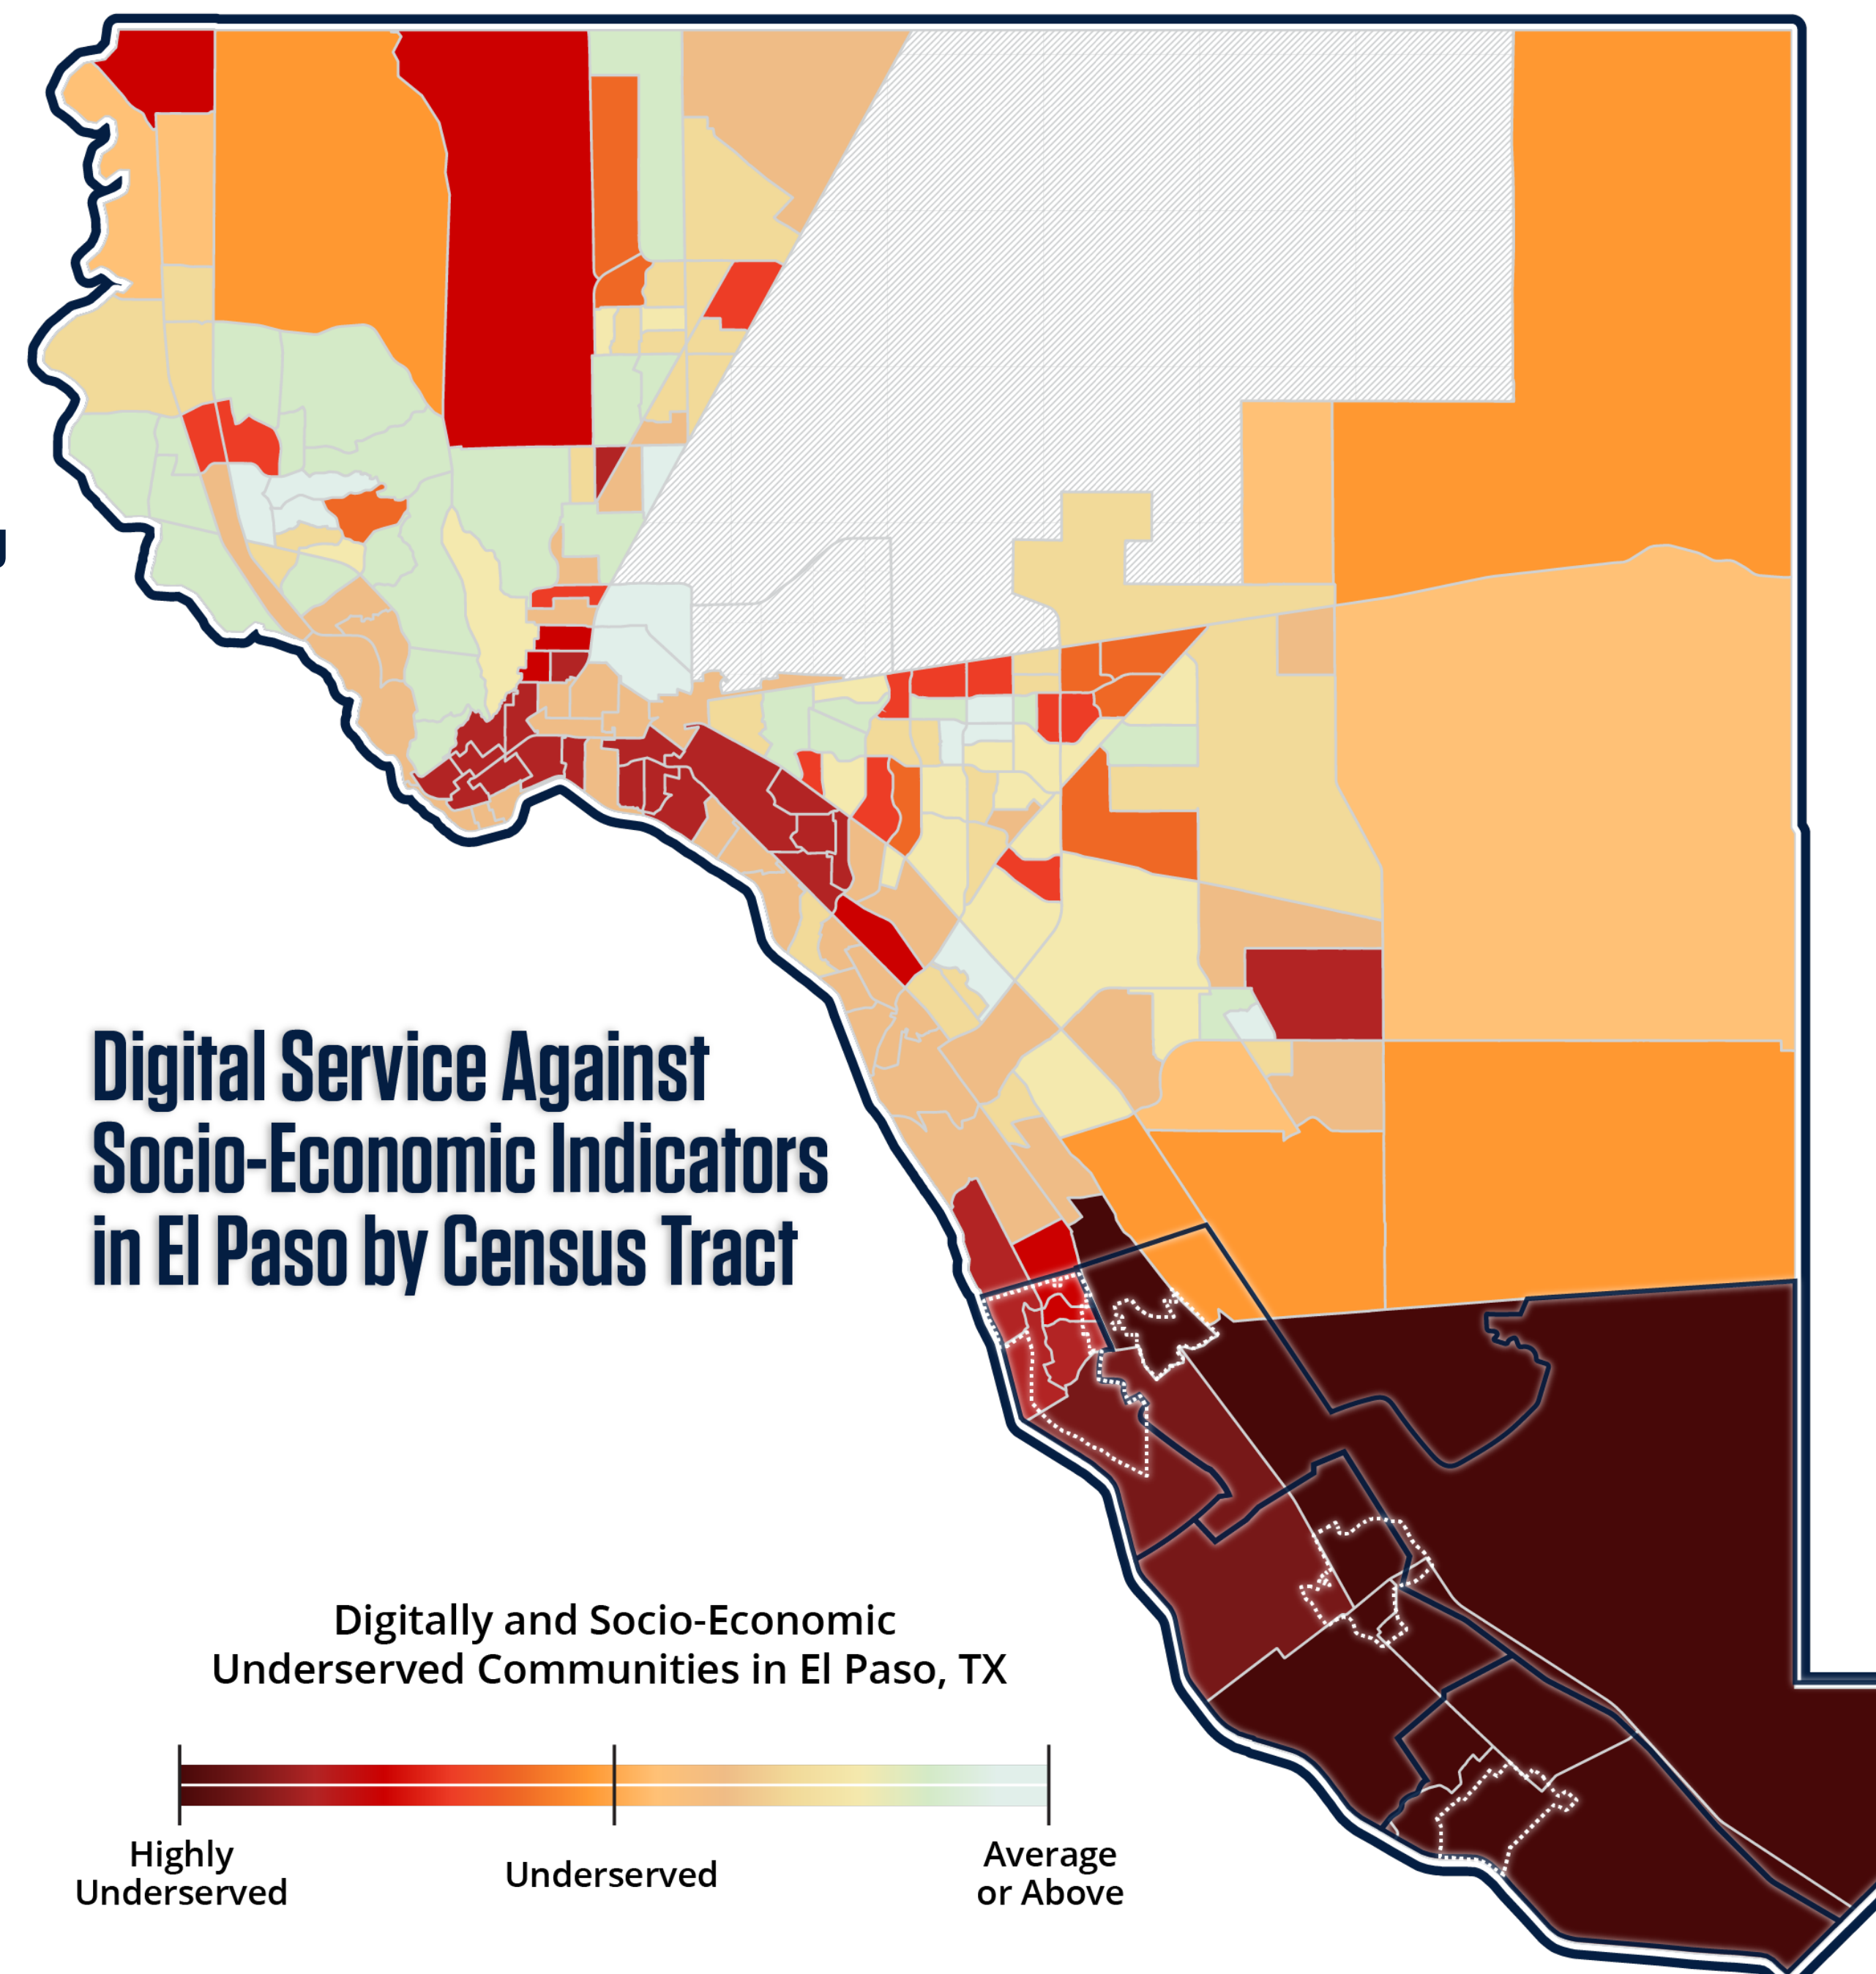 Digital Service Against
Socio-Economic Indicators
in El Paso by Census Tract
Digitally and Socio-Economic
Underserved Communities in El Paso, TX
Highly
Underserved
Underserved
Average
or Above